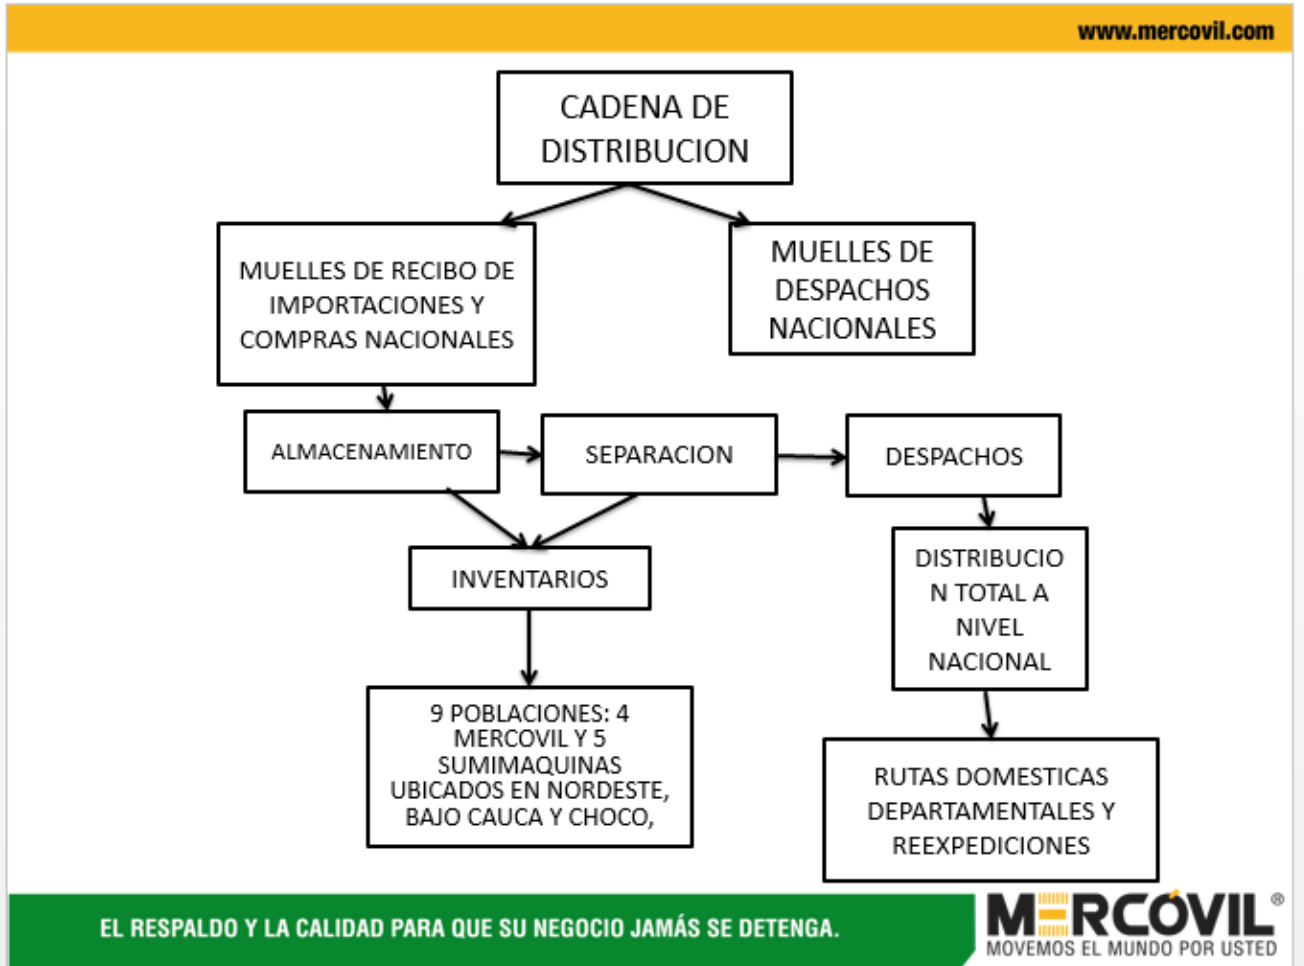 www.mercovil.com
CADENA DE
DISTRIBUCION
MUELLES DE RECIBO DE
IMPORTACIONES Y
COMPRAS NACIONALES
MUELLES DE
DESPACHOS
NACIONALES
ALMACENAMIENTO
SEPARACION
DESPACHOS
INVENTARIOS
DISTRIBUCIO
N TOTAL A
NIVEL
NACIONAL
9 POBLACIONES: 4
MERCOVIL Y 5
SUMIMAQUINAS
UBICADOS EN NORDESTE,
BAJO CAUCA Y CHOCO,
RUTAS DOMESTICAS
DEPARTAMENTALES Y
REEXPEDICIONES
EL RESPALDO Y LA CALIDAD PARA QUE SU NEGOCIO JAMÁS SE DETENGA.
MERCÓVIL®
MOVEMOS EL MUNDO POR USTED